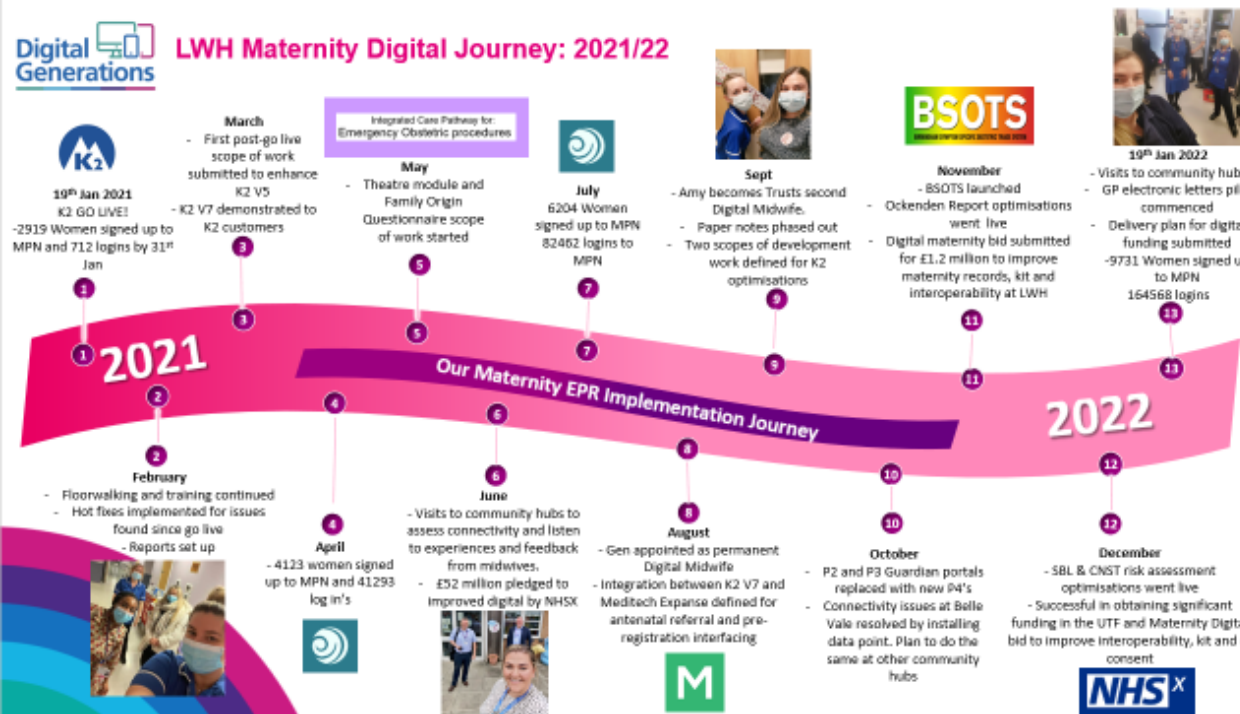 Digital
Generations
LWH Maternity Digital Journey: 2021/22
K2
19th Jan 2021
K2 GO LIVE!
-2919 Women signed up to
MPN and 712 logins by 31st
Jan
1
1
March
- First post-go live
scope of work
submitted to enhance
K2 V5
- K2 V7 demonstrated to
K2 customers
3
3
Integrated Care Pathway for:
Emergency Obstetric procedures
May
- Theatre module and
Family Origin
Questionnaire scope
of work started
5
5
July
6204 Women
signed up to MPN
82462 logins to
MPN
7
7
Sept
- Amy becomes Trusts second
Digital Midwife.
- Paper notes phased out
- Two scopes of development
work defined for K2
optimisations
9
9
BSOTS
November
- BSOTS launched
- Ockenden Report optimisations
went live
- Digital maternity bid submitted
for £1.2 million to improve
maternity records, kit and
interoperability at LWH
11
11
19th Jan 2022
- Visits to community hub
- GP electronic letters pil
commenced
- Delivery plan for digita
funding submitted
-9731 Women signed u
to MPN
164568 logins
13
13
2021
Our Maternity EPR Implementation Journey
2022
2
2
February
- Floorwalking and training continued
- Hot fixes implemented for issues
found since go live
- Reports set up
4
4
April
- 4123 women signed
up to MPN and 41293
log in's
6
6
June
- Visits to community hubs to
assess connectivity and listen
to experiences and feedback
from midwives.
- £52 million pledged to
improved digital by NHSX
8
8
August
- Gen appointed as permanent
Digital Midwife
- Integration between K2 V7 and
Meditech Expanse defined for
antenatal referral and pre-
registration interfacing
M
10
10
October
- P2 and P3 Guardian portals
replaced with new P4's
- Connectivity issues at Belle
Vale resolved by installing
data point. Plan to do the
same at other community
hubs
12
12
December
- SBL & CNST risk assessment
optimisations went live
- Successful in obtaining significant
funding in the UTF and Maternity Digita
bid to improve interoperability, kit and
consent
NHSX